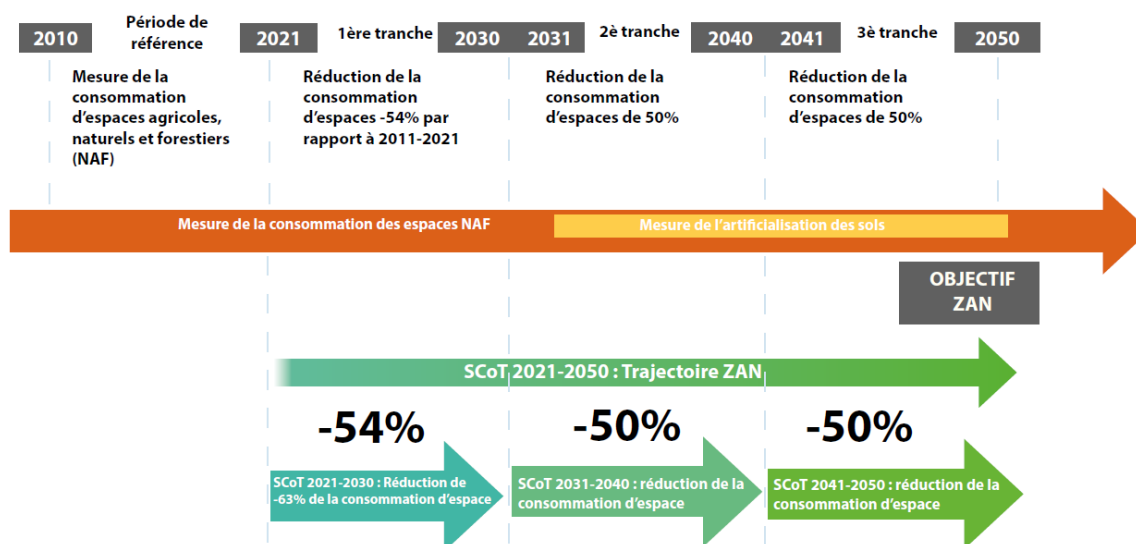 2010
Période de
référence
2021
1ère tranche
2030
2031
2è tranche
2040
2041
3è tranche
2050
Mesure de la
consommation
d'espaces agricoles,
naturels et forestiers
(NAF)
Réduction de la
consommation
d'espaces -54% par
rapport à 2011-2021
Réduction de la
consommation
d'espaces de 50%
Réduction de la
consommation
d'espaces de 50%
Mesure de la consommation des espaces NAF
Mesure de l'artificialisation des sols
OBJECTIF
ZAN
SCoT 2021-2050 : Trajectoire ZAN
-54%
-50%
-50%
SCoT 2021-2030 : Réduction de
-63% de la consommation d'espace
SCoT 2031-2040 : réduction de la
consommation d'espace
SCoT 2041-2050 : réduction de la
consommation d'espace